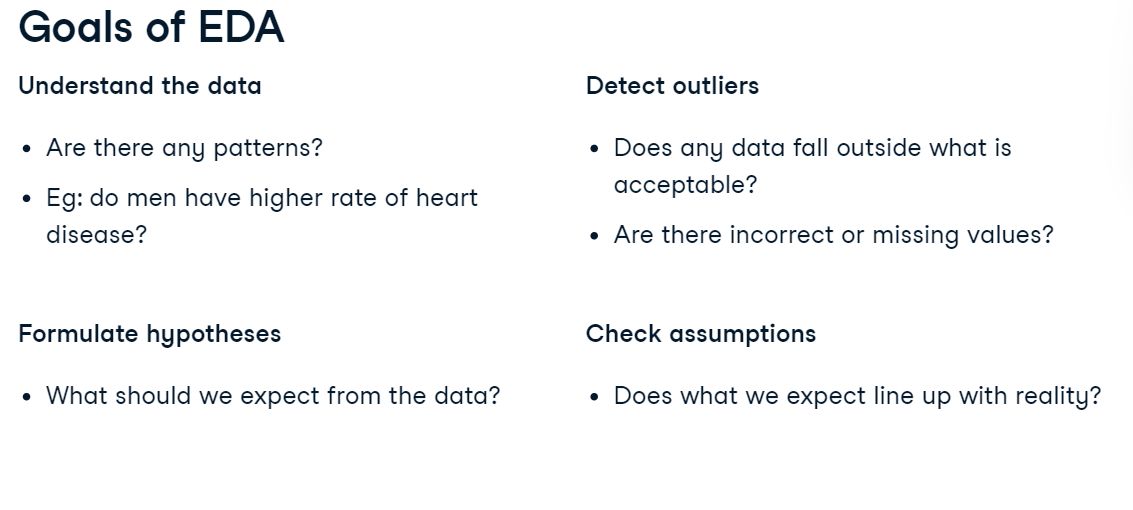 Goals of EDA
Understand the data
• Are there any patterns?
• Eg: do men have higher rate of heart
disease?
Detect outliers
• Does any data fall outside what is
acceptable?
• Are there incorrect or missing values?
Formulate hypotheses
• What should we expect from the data?
Check assumptions
• Does what we expect line up with reality?